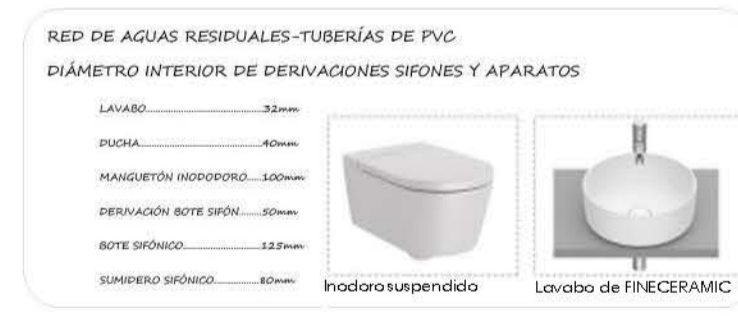 RED DE AGUAS RESIDUALES-TUBERÍAS DE PVC
DIÁMETRO INTERIOR DE DERIVACIONES SIFONES Y APARATOS
LAVABO..........................................32mm
DUCHA............................................40mm
MANGUETÓN INODODORO.....100mm
DERIVACIÓN BOTE SIFÓN........50mm
BOTE SIFÓNICO............................125mm
SUMIDERO SIFÓNICO................80mm
Inodoro suspendido
Lavabo de FINECERAMIC